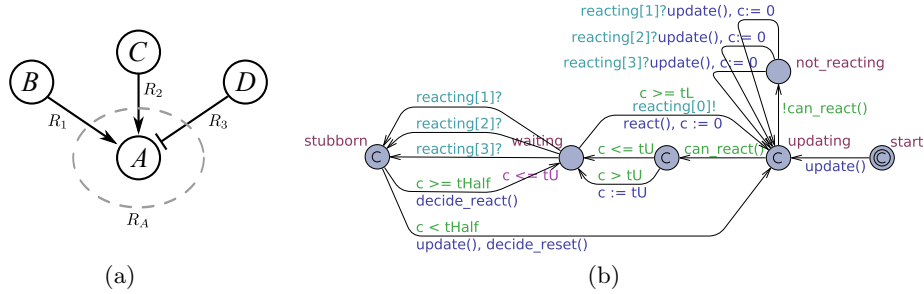 C
B
D
R2
R1
R3
A
RA
(a)
reacting[1]?update(), c:= 0
reacting[2]?update(), c:= 0
reacting[3]?update(), c:= 0
not_reacting
c >= tL
reacting[1]?
reacting[0]!
!can_react()
react(), c := 0
reacting[2]?
stubborn
waiting
c <= tU
can_react()
updating
start
reacting[3]?
C
C
C
C
update()
c <= tU
c > tU
c >= tHalf
c := tU
decide_react()
c < tHalf
update(), decide_reset()
(b)